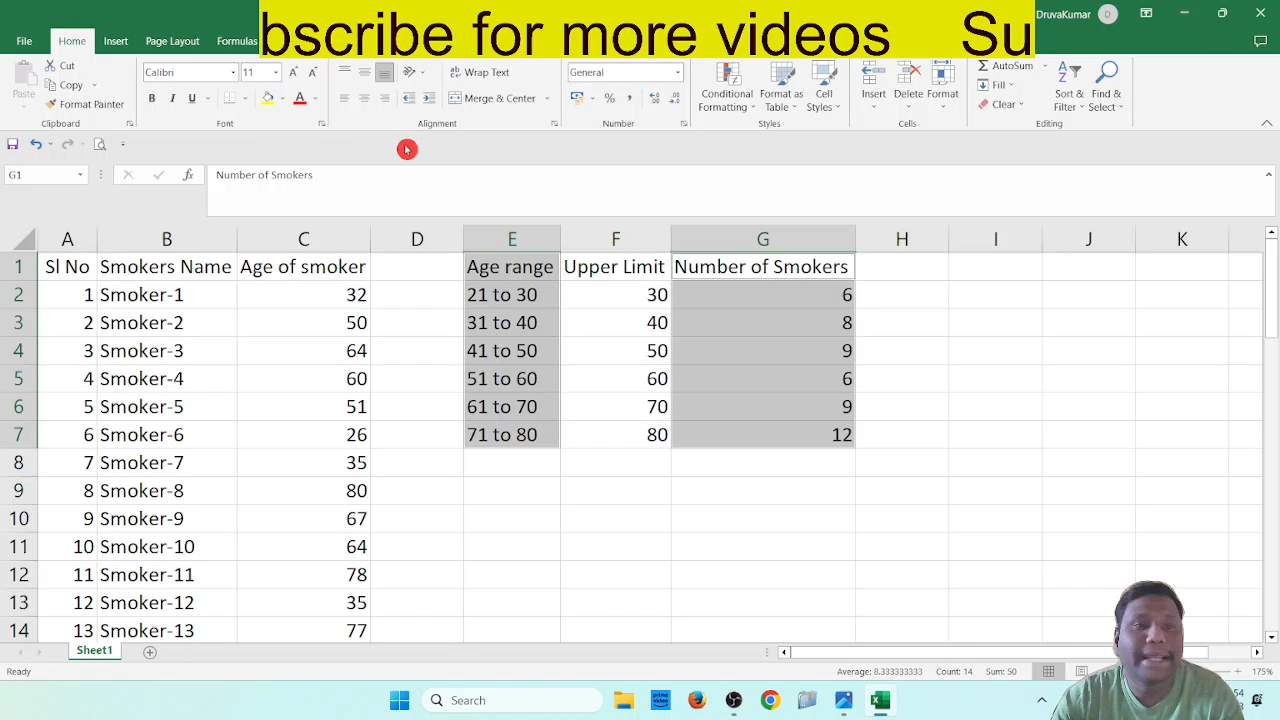 bscribe for more videos Su
DruvaKumar D
File Home Insert Page Layout Formulas
Cut
Copy
Format Painter
Paste
Clipboard
Calibri 11
B I U
Font
Wrap Text
Merge & Center
Alignment
General
Number
Conditional Formatting
Format as Table
Cell Styles
Styles
Insert Delete Format
Cells
AutoSum
Fill
Clear
Sort & Filter
Find & Select
Editing
G1 fx Number of Smokers
A B C D E F G H I J K
1 Sl No Smokers Name Age of smoker Age range Upper Limit Number of Smokers
2 1 Smoker-1 32 21 to 30 30 6
3 2 Smoker-2 50 31 to 40 40 8
4 3 Smoker-3 64 41 to 50 50 9
5 4 Smoker-4 60 51 to 60 60 6
6 5 Smoker-5 51 61 to 70 70 9
7 6 Smoker-6 26 71 to 80 80 12
8 7 Smoker-7 35
9 8 Smoker-8 80
10 9 Smoker-9 67
11 10 Smoker-10 64
12 11 Smoker-11 78
13 12 Smoker-12 35
14 13 Smoker-13 77
Sheet1
Ready Average: 8.333333333 Count: 14 Sum: 50 175%
Search
prime video